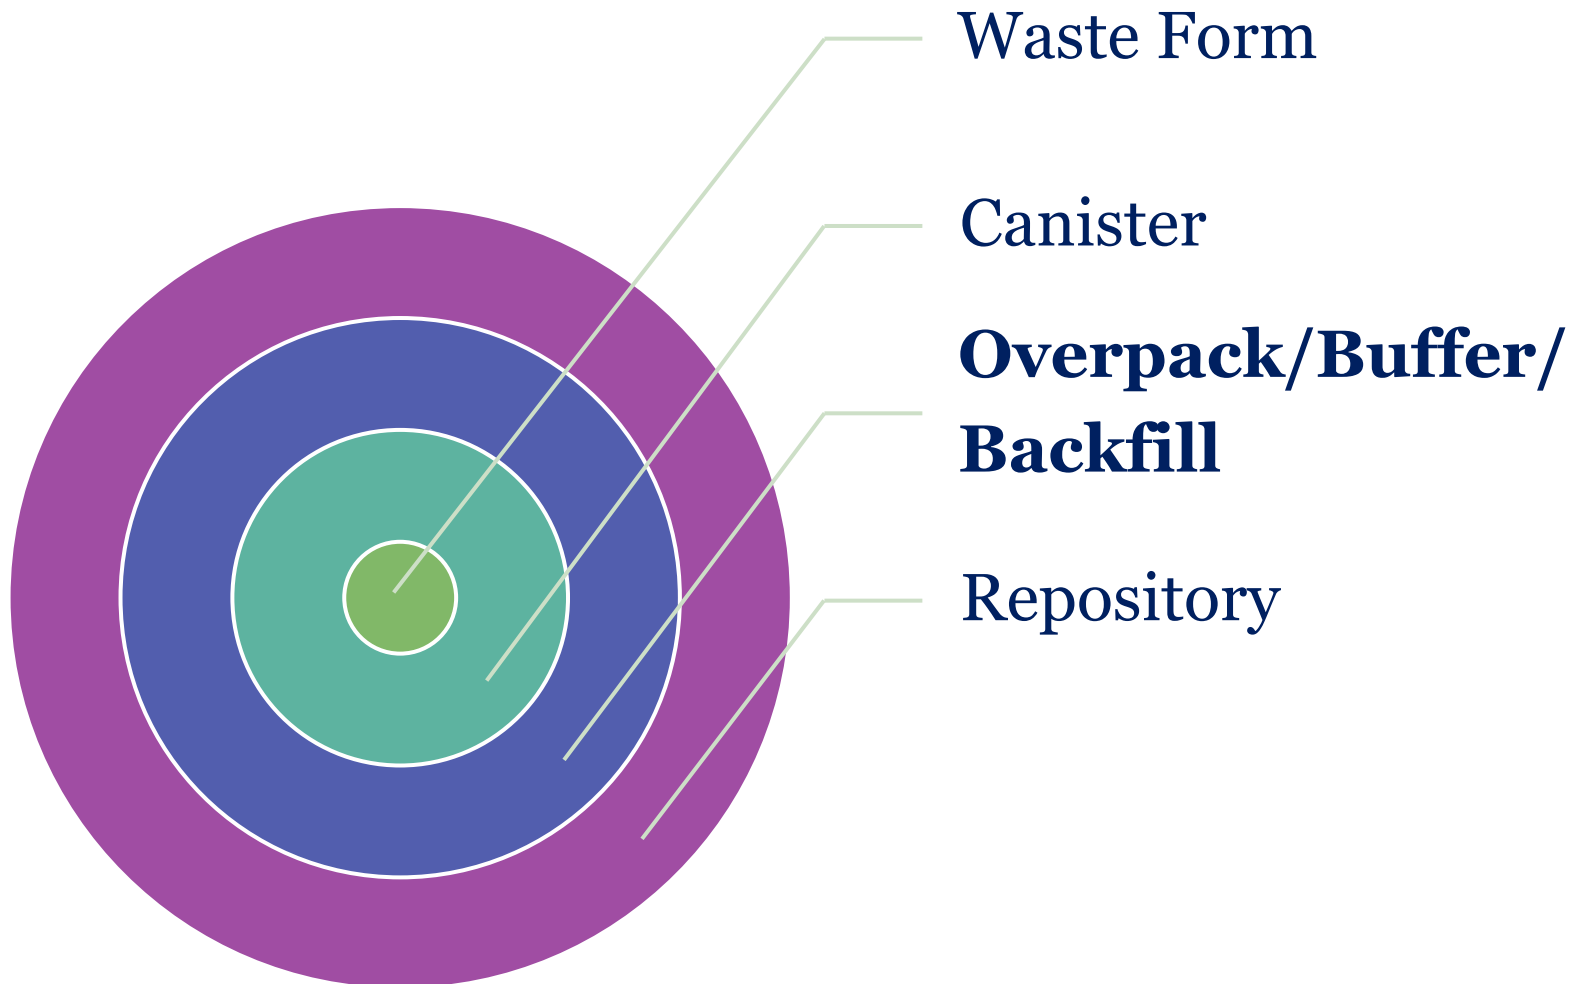 Waste Form
Canister
Overpack/Buffer/
Backfill
Repository